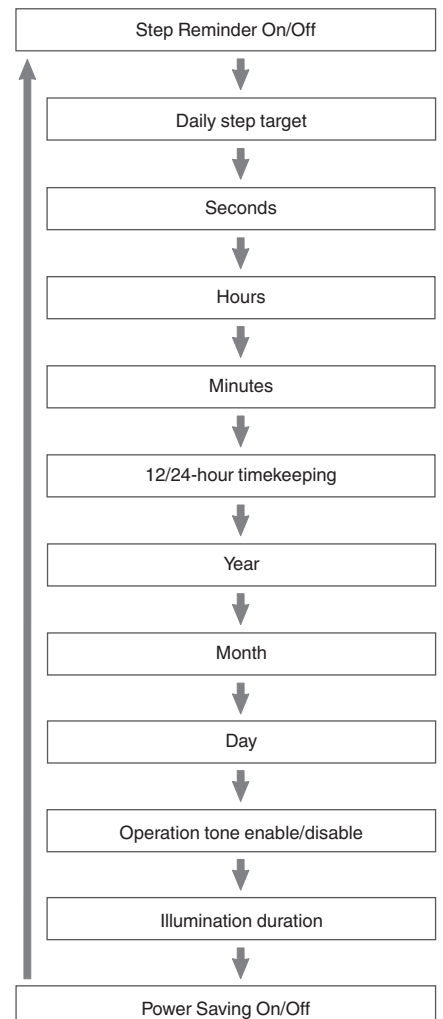 Step Reminder On/Off
Daily step target
Seconds
Hours
Minutes
12/24-hour timekeeping
Year
Month
Day
Operation tone enable/disable
Illumination duration
Power Saving On/Off